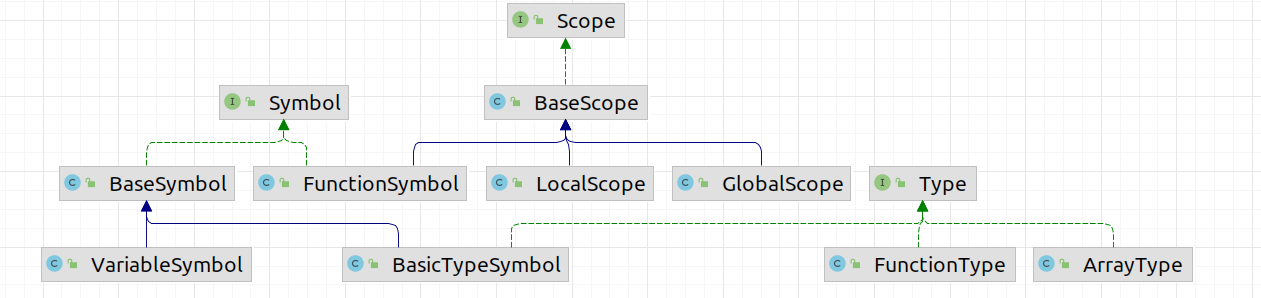 I Scope
I Symbol C BaseScope
C BaseSymbol C FunctionSymbol C LocalScope C GlobalScope I Type
C VariableSymbol C BasicTypeSymbol C FunctionType C ArrayType